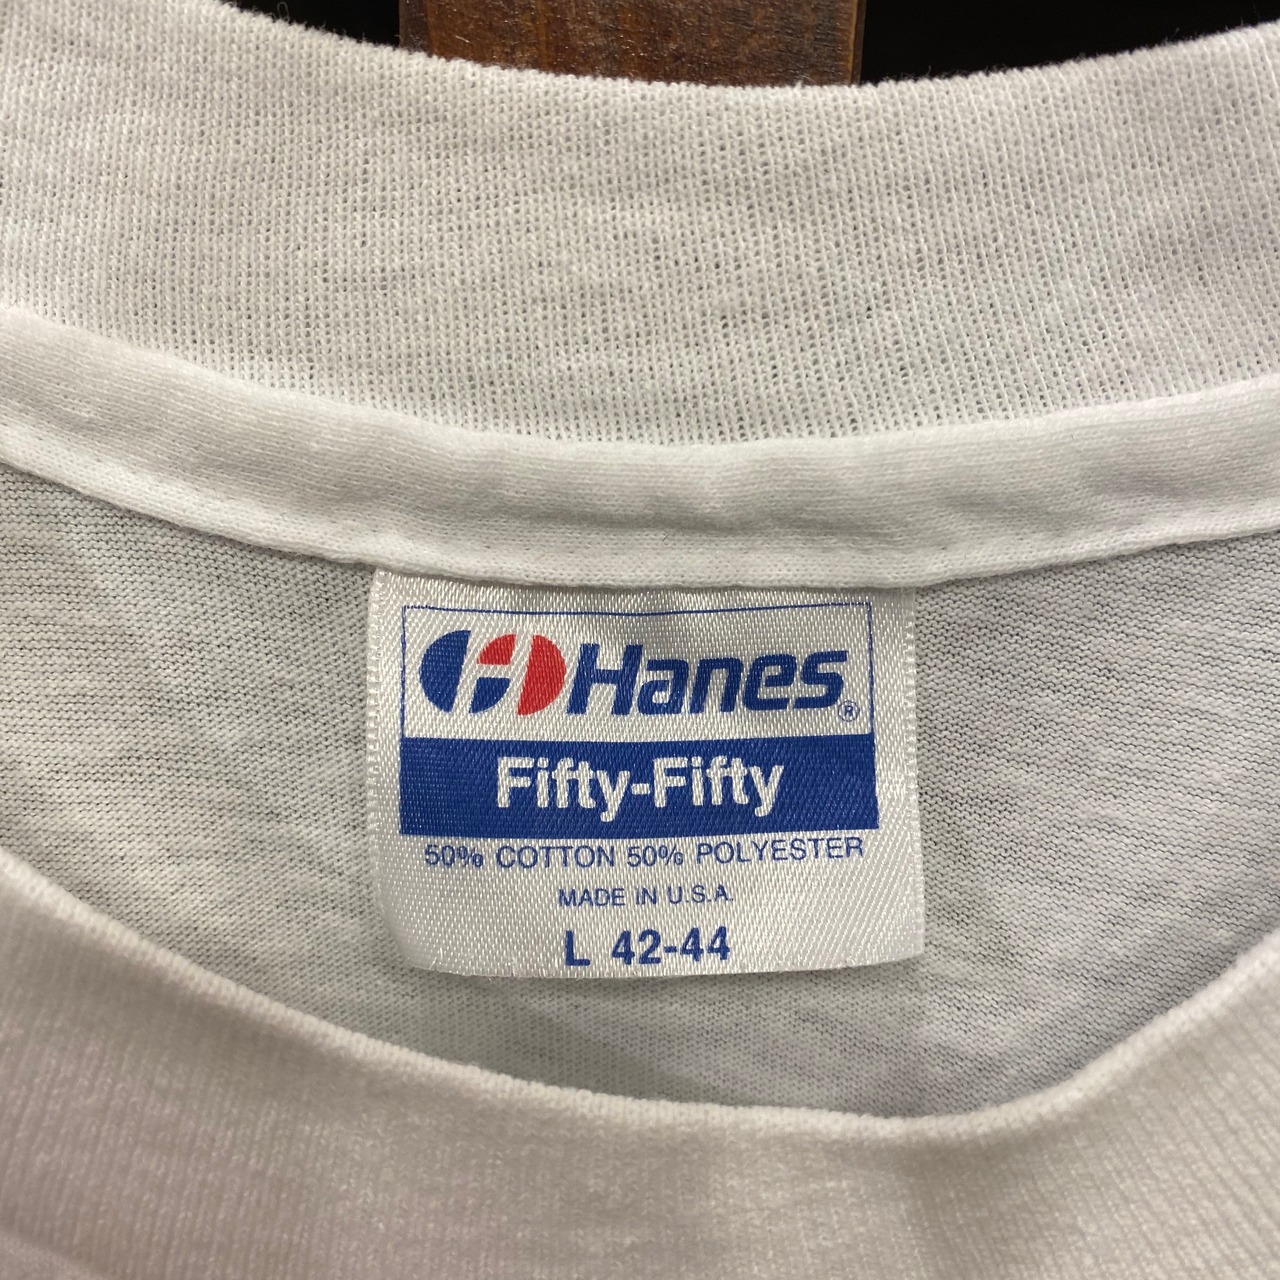 Hanes®
Fifty-Fifty
50% COTTON 50% POLYESTER
MADE IN U.S.A.
L 42-44